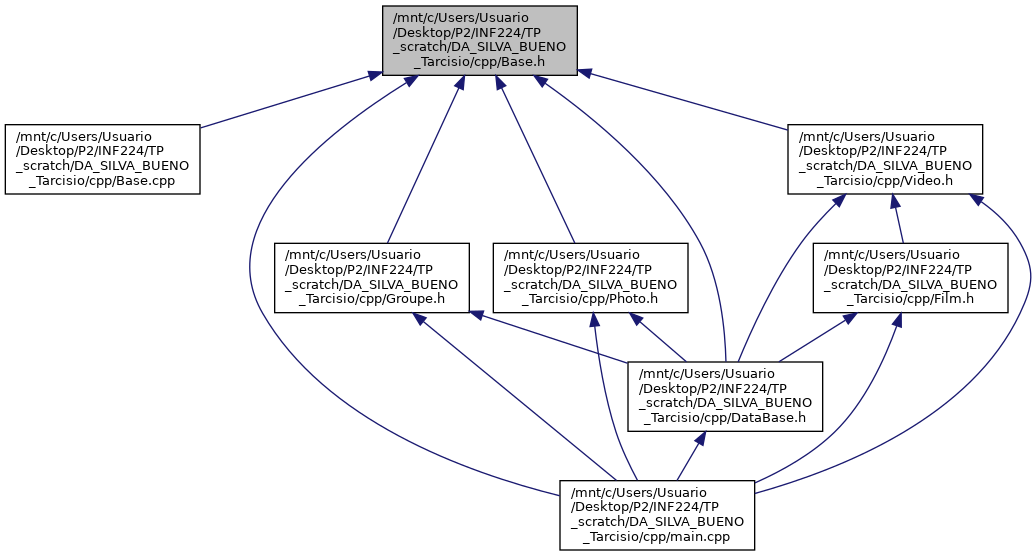 /mnt/c/Users/Usuario
/Desktop/P2/INF224/TP
_scratch/DA_SILVA_BUENO
_Tarcisio/cpp/Base.h
/mnt/c/Users/Usuario
/Desktop/P2/INF224/TP
_scratch/DA_SILVA_BUENO
_Tarcisio/cpp/Base.cpp
/mnt/c/Users/Usuario
/Desktop/P2/INF224/TP
_scratch/DA_SILVA_BUENO
_Tarcisio/cpp/Video.h
/mnt/c/Users/Usuario
/Desktop/P2/INF224/TP
_scratch/DA_SILVA_BUENO
_Tarcisio/cpp/Groupe.h
/mnt/c/Users/Usuario
/Desktop/P2/INF224/TP
_scratch/DA_SILVA_BUENO
_Tarcisio/cpp/Photo.h
/mnt/c/Users/Usuario
/Desktop/P2/INF224/TP
_scratch/DA_SILVA_BUENO
_Tarcisio/cpp/Film.h
/mnt/c/Users/Usuario
/Desktop/P2/INF224/TP
_scratch/DA_SILVA_BUENO
_Tarcisio/cpp/DataBase.h
/mnt/c/Users/Usuario
/Desktop/P2/INF224/TP
_scratch/DA_SILVA_BUENO
_Tarcisio/cpp/main.cpp